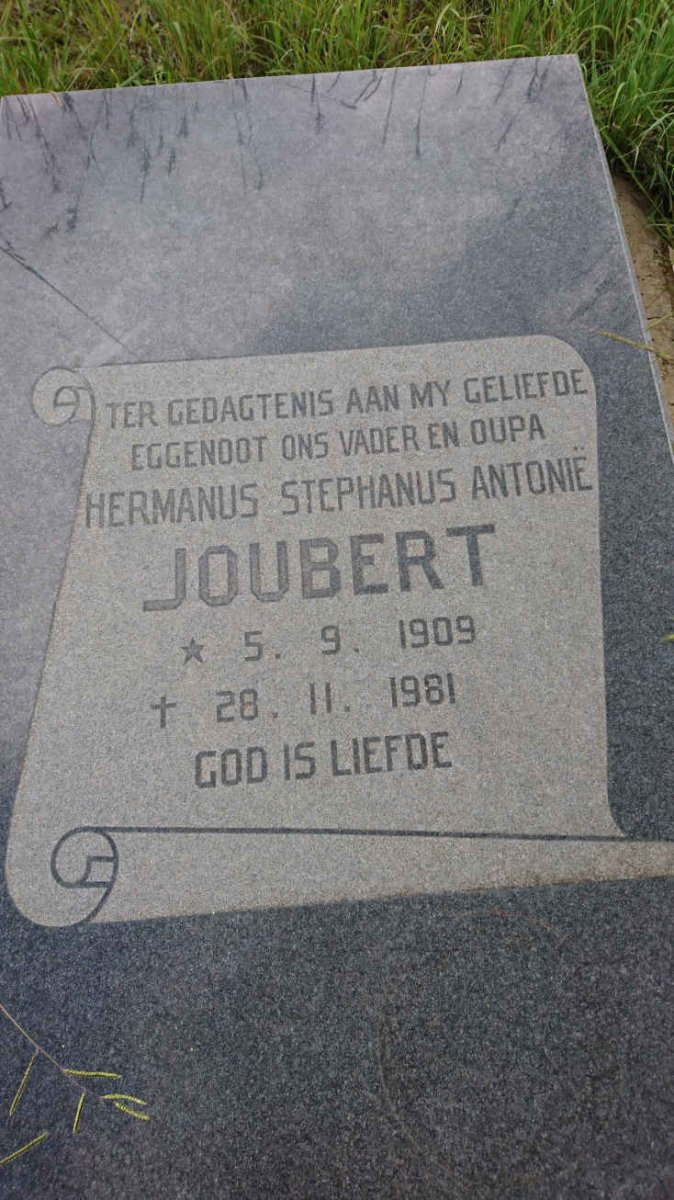 TER GEDAGTENIS AAN MY GELIEFDE
EGGENOOT ONS VADER EN OUPA
HERMANUS STEPHANUS ANTONIË
JOUBERT
★ 5. 9. 1909
✝ 28. 11. 1981
GOD IS LIEFDE